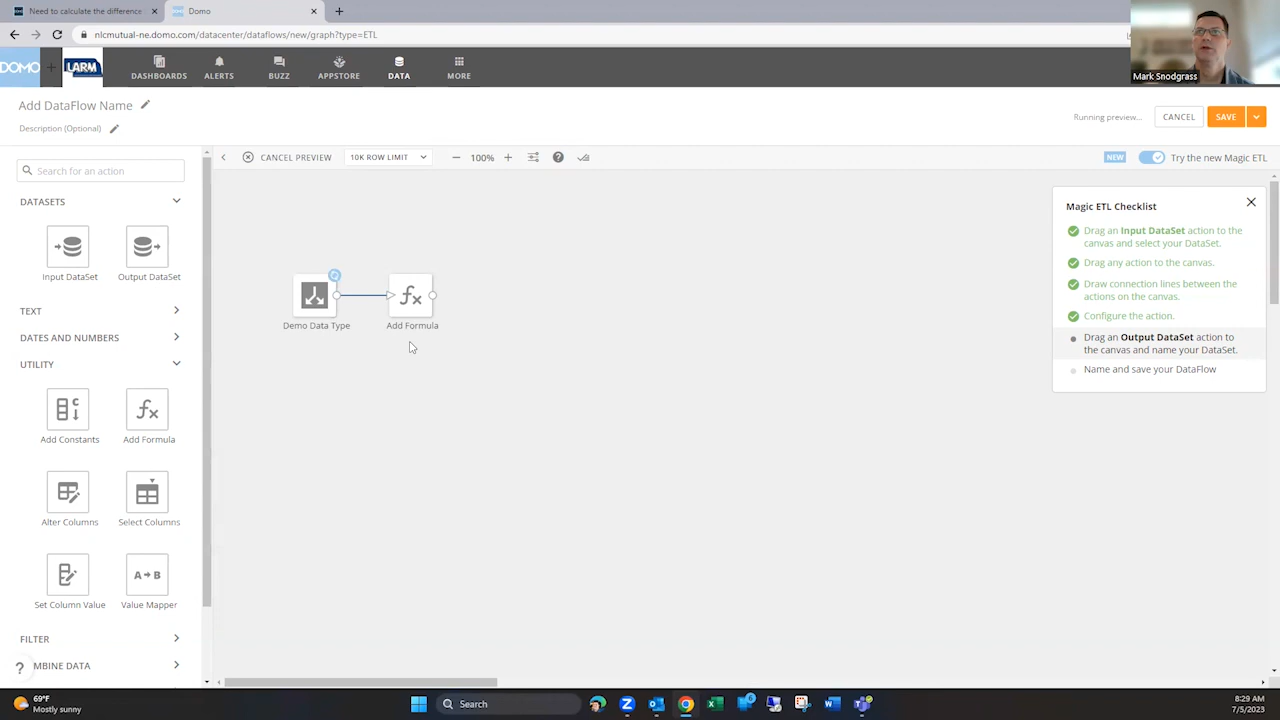 Need to calculate the difference
Domo
nlcmutual-ne.domo.com/datacenter/dataflows/new/graph?type=ETL
Mark Snodgrass
DOMO
LARM
DASHBOARDS
ALERTS
BUZZ
APPSTORE
DATA
MORE
Add DataFlow Name
Description (Optional)
Running preview...
CANCEL
SAVE
Search for an action
CANCEL PREVIEW
10K ROW LIMIT
100%
NEW
Try the new Magic ETL
DATASETS
Input DataSet
Output DataSet
TEXT
DATES AND NUMBERS
UTILITY
Add Constants
Add Formula
Alter Columns
Select Columns
A→B
Set Column Value
Value Mapper
FILTER
MBINE DATA
Demo Data Type
fx
Add Formula
Magic ETL Checklist
Drag an Input DataSet action to the
canvas and select your DataSet.
Drag any action to the canvas.
Draw connection lines between the
actions on the canvas.
Configure the action.
Drag an Output DataSet action to
the canvas and name your DataSet.
Name and save your DataFlow
69°F
Mostly sunny
Search
6
8:29 AM
7/5/2023